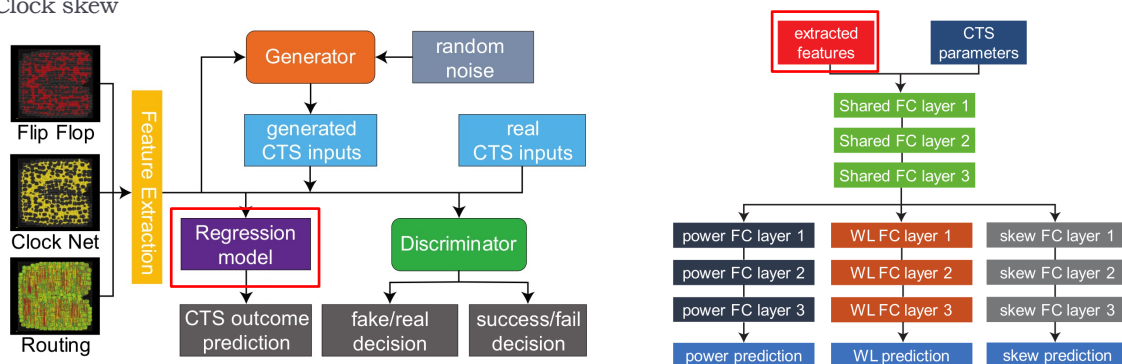 Clock skew
Flip Flop
Clock Net
Routing
Feature Extraction
Generator
random
noise
generated
CTS inputs
real
CTS inputs
Regression
model
Discriminator
CTS outcome
prediction
fake/real
decision
success/fail
decision
extracted
features
CTS
parameters
Shared FC layer 1
Shared FC layer 2
Shared FC layer 3
power FC layer 1
WL FC layer 1
skew FC layer 1
power FC layer 2
WL FC layer 2
skew FC layer 2
power FC layer 3
WL FC layer 3
skew FC layer 3
power prediction
WL prediction
skew prediction